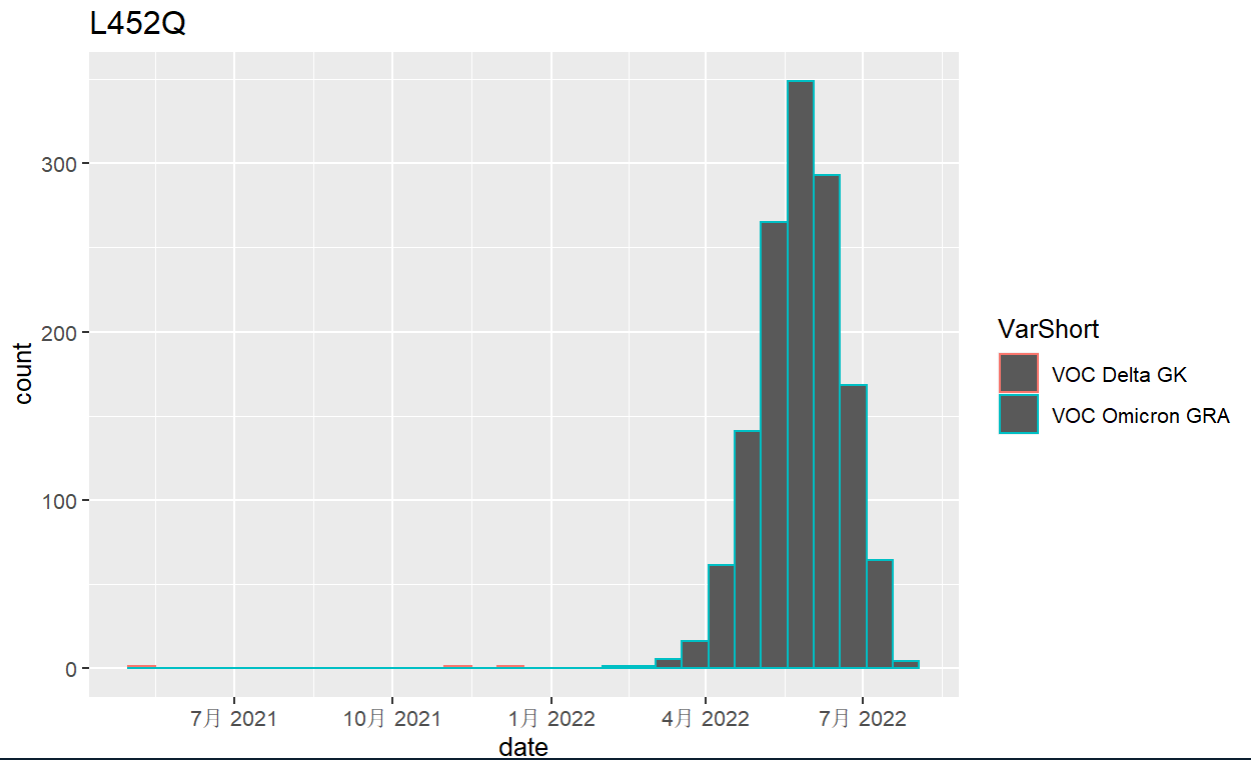 L452Q
300
200
100
0
count
7月 2021
10月 2021
1月 2022
4月 2022
7月 2022
date
VarShort
VOC Delta GK
VOC Omicron GRA